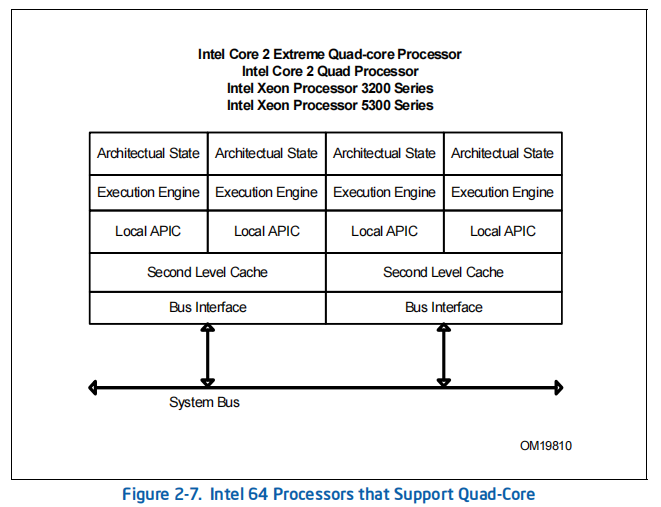 Intel Core 2 Extreme Quad-core Processor
Intel Core 2 Quad Processor
Intel Xeon Processor 3200 Series
Intel Xeon Processor 5300 Series
Architectual State Architectual State Architectual State Architectual State
Execution Engine Execution Engine Execution Engine Execution Engine
Local APIC Local APIC Local APIC Local APIC
Second Level Cache Second Level Cache
Bus Interface Bus Interface
System Bus
OM19810
Figure 2-7. Intel 64 Processors that Support Quad-Core